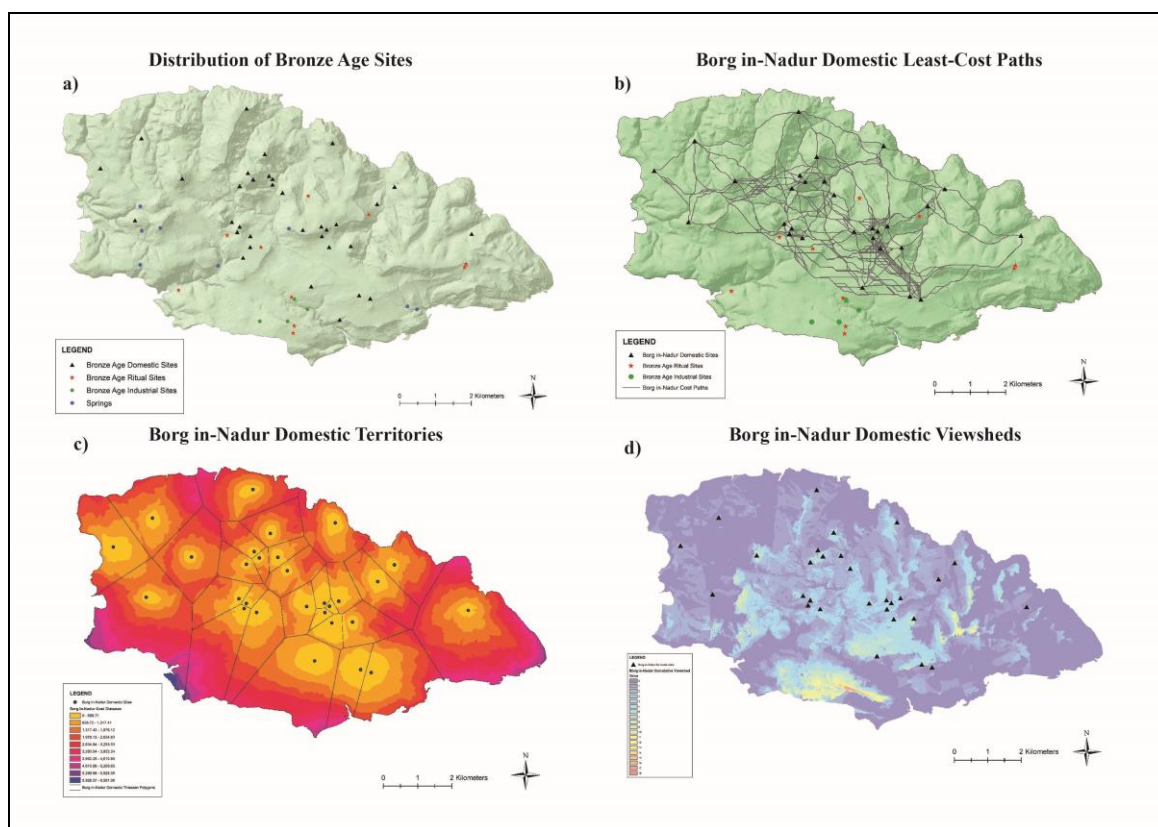 Distribution of Bronze Age Sites
a)
LEGEND
Bronze Age Domestic Sites
Bronze Age Ritual Sites
Bronze Age Industrial Sites
Springs
0 1 2 Kilometers
N
Borg in-Nadur Domestic Least-Cost Paths
b)
LEGEND
Borg in-Nadur Domestic Sites
Bronze Age Ritual Sites
Bronze Age Industrial Sites
Borg in-Nadur Cost Paths
0 1 2 Kilometers
N
Borg in-Nadur Domestic Territories
c)
LEGEND
Borg in-Nadur Domestic Sites
Borg in-Nadur Cost Distance
Borg in-Nadur Domestic Thiessen Polygons
0 1 2 Kilometers
N
Borg in-Nadur Domestic Viewsheds
d)
LEGEND
Borg in-Nadur Cumulative Viewshed
Value
0 1 2 Kilometers
N